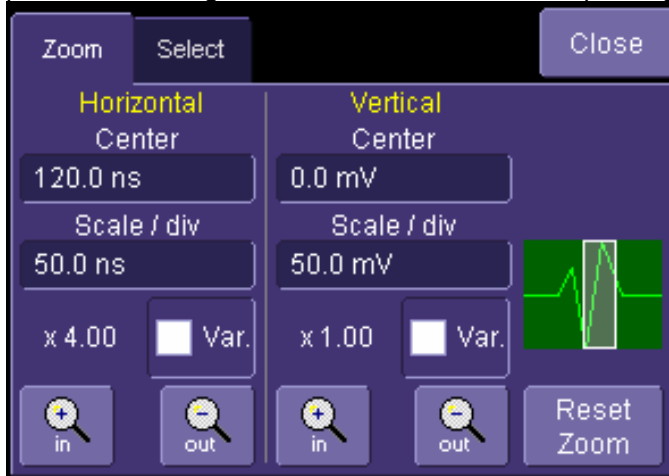 Zoom Select Close
Horizontal Vertical
Center Center
120.0 ns 0.0 mV
Scale / div Scale / div
50.0 ns 50.0 mV
x 4.00 Var. x 1.00 Var.
in out in out Reset Zoom